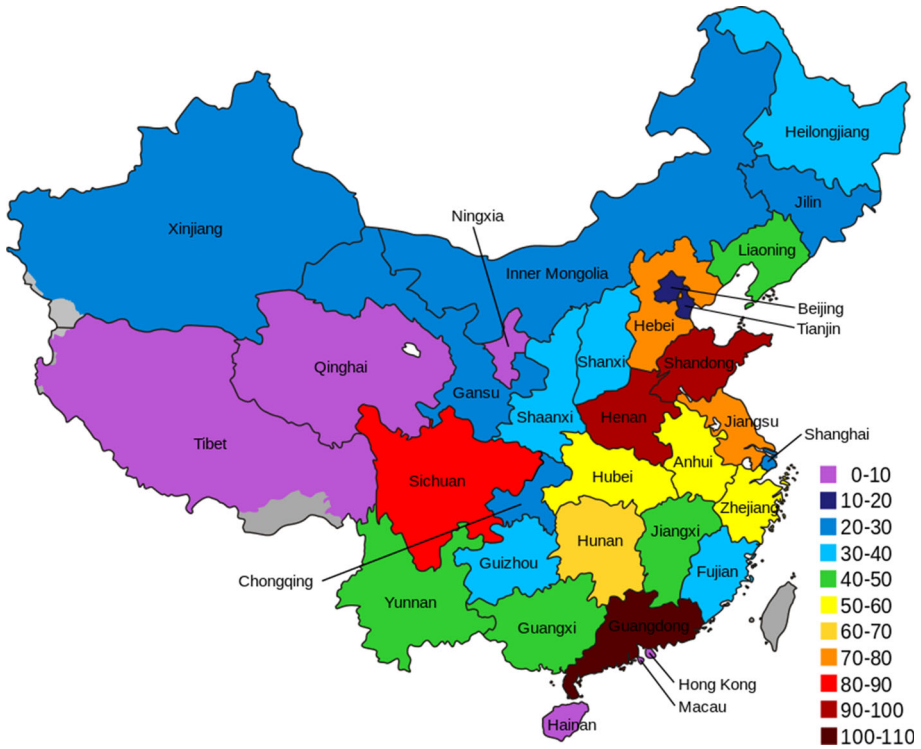 Heilongjiang
Jilin
Xinjiang
Ningxia
Liaoning
Inner Mongolia
Beijing
Tianjin
Hebei
Shanxi
Shandong
Qinghai
Gansu
Shaanxi
Henan
Jiangsu
Shanghai
Tibet
Sichuan
Hubei
Anhui
Zhejiang
Chongqing
Guizhou
Hunan
Jiangxi
Fujian
Yunnan
Guangxi
Guangdong
Hong Kong
Macau
Hainan
0-10
10-20
20-30
30-40
40-50
50-60
60-70
70-80
80-90
90-100
100-110